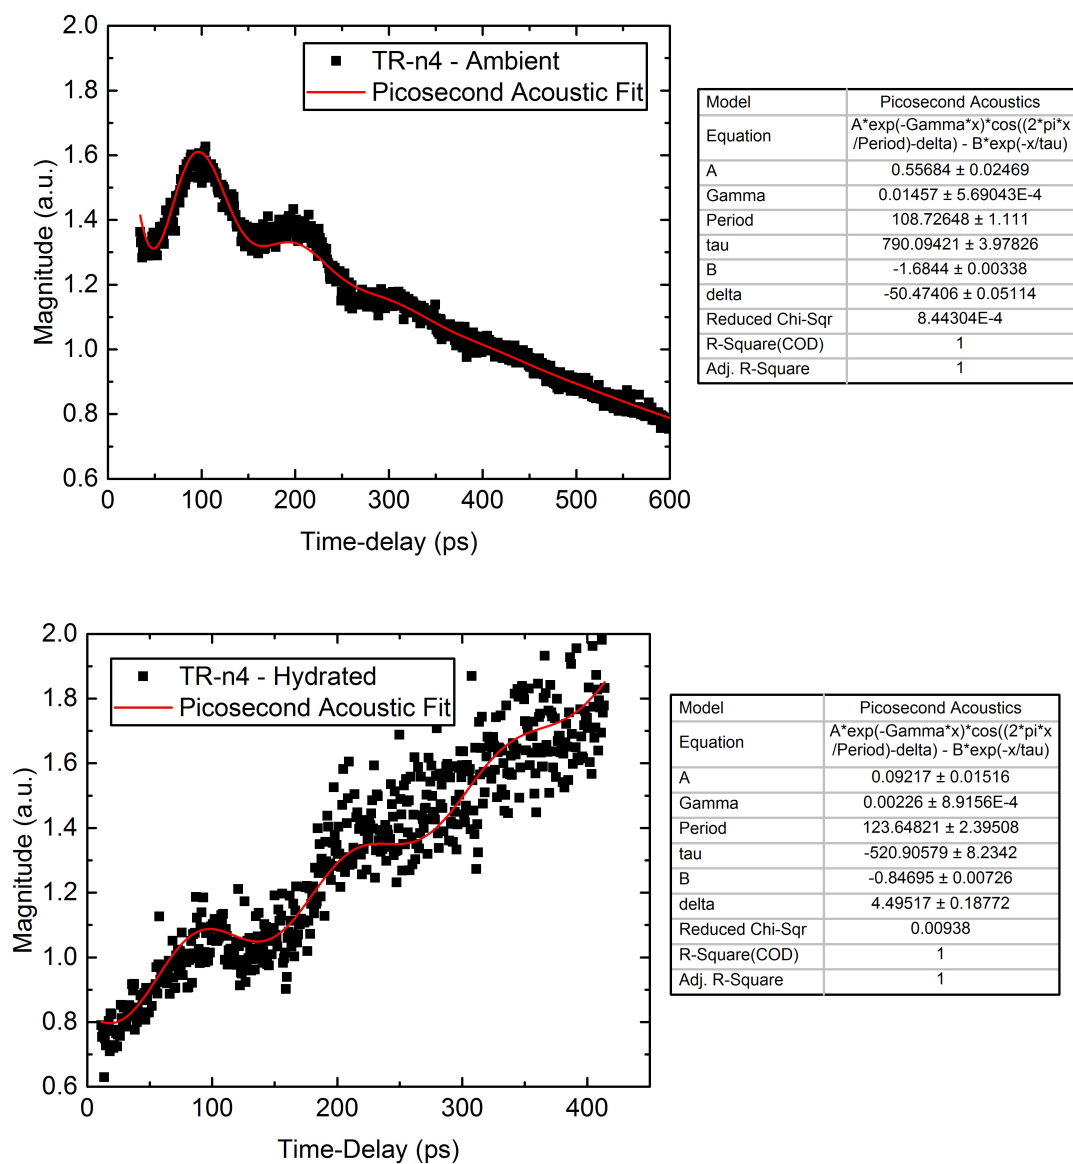 2.0
1.8
1.6
1.4
1.2
1.0
0.8
0.6
Magnitude (a.u.)
TR-n4 - Ambient
Picosecond Acoustic Fit
0 100 200 300 400 500 600
Time-delay (ps)
Model Picosecond Acoustics
Equation A*exp(-Gamma*x)*cos((2*pi*x
/Period)-delta) - B*exp(-x/tau)
A 0.55684 ± 0.02469
Gamma 0.01457 ± 5.69043E-4
Period 108.72648 ± 1.111
tau 790.09421 ± 3.97826
B -1.6844 ± 0.00338
delta -50.47406 ± 0.05114
Reduced Chi-Sqr 8.44304E-4
R-Square(COD) 1
Adj. R-Square 1
2.0
1.8
1.6
1.4
1.2
1.0
0.8
0.6
Magnitude (a.u.)
TR-n4 - Hydrated
Picosecond Acoustic Fit
0 100 200 300 400
Time-Delay (ps)
Model Picosecond Acoustics
Equation A*exp(-Gamma*x)*cos((2*pi*x
/Period)-delta) - B*exp(-x/tau)
A 0.09217 ± 0.01516
Gamma 0.00226 ± 8.9156E-4
Period 123.64821 ± 2.39508
tau -520.90579 ± 8.2342
B -0.84695 ± 0.00726
delta 4.49517 ± 0.18772
Reduced Chi-Sqr 0.00938
R-Square(COD) 1
Adj. R-Square 1